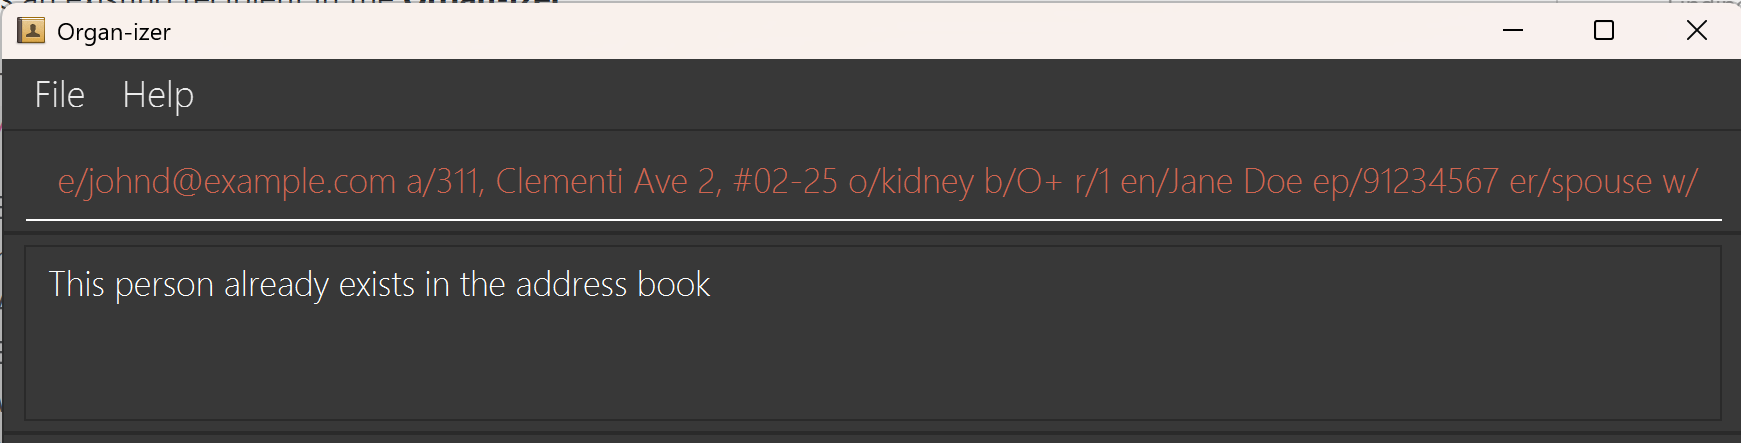 Organ-izer
File Help
e/johnd@example.com a/311, Clementi Ave 2, #02-25 o/kidney b/O+ r/1 en/Jane Doe ep/91234567 er/spouse w/
This person already exists in the address book